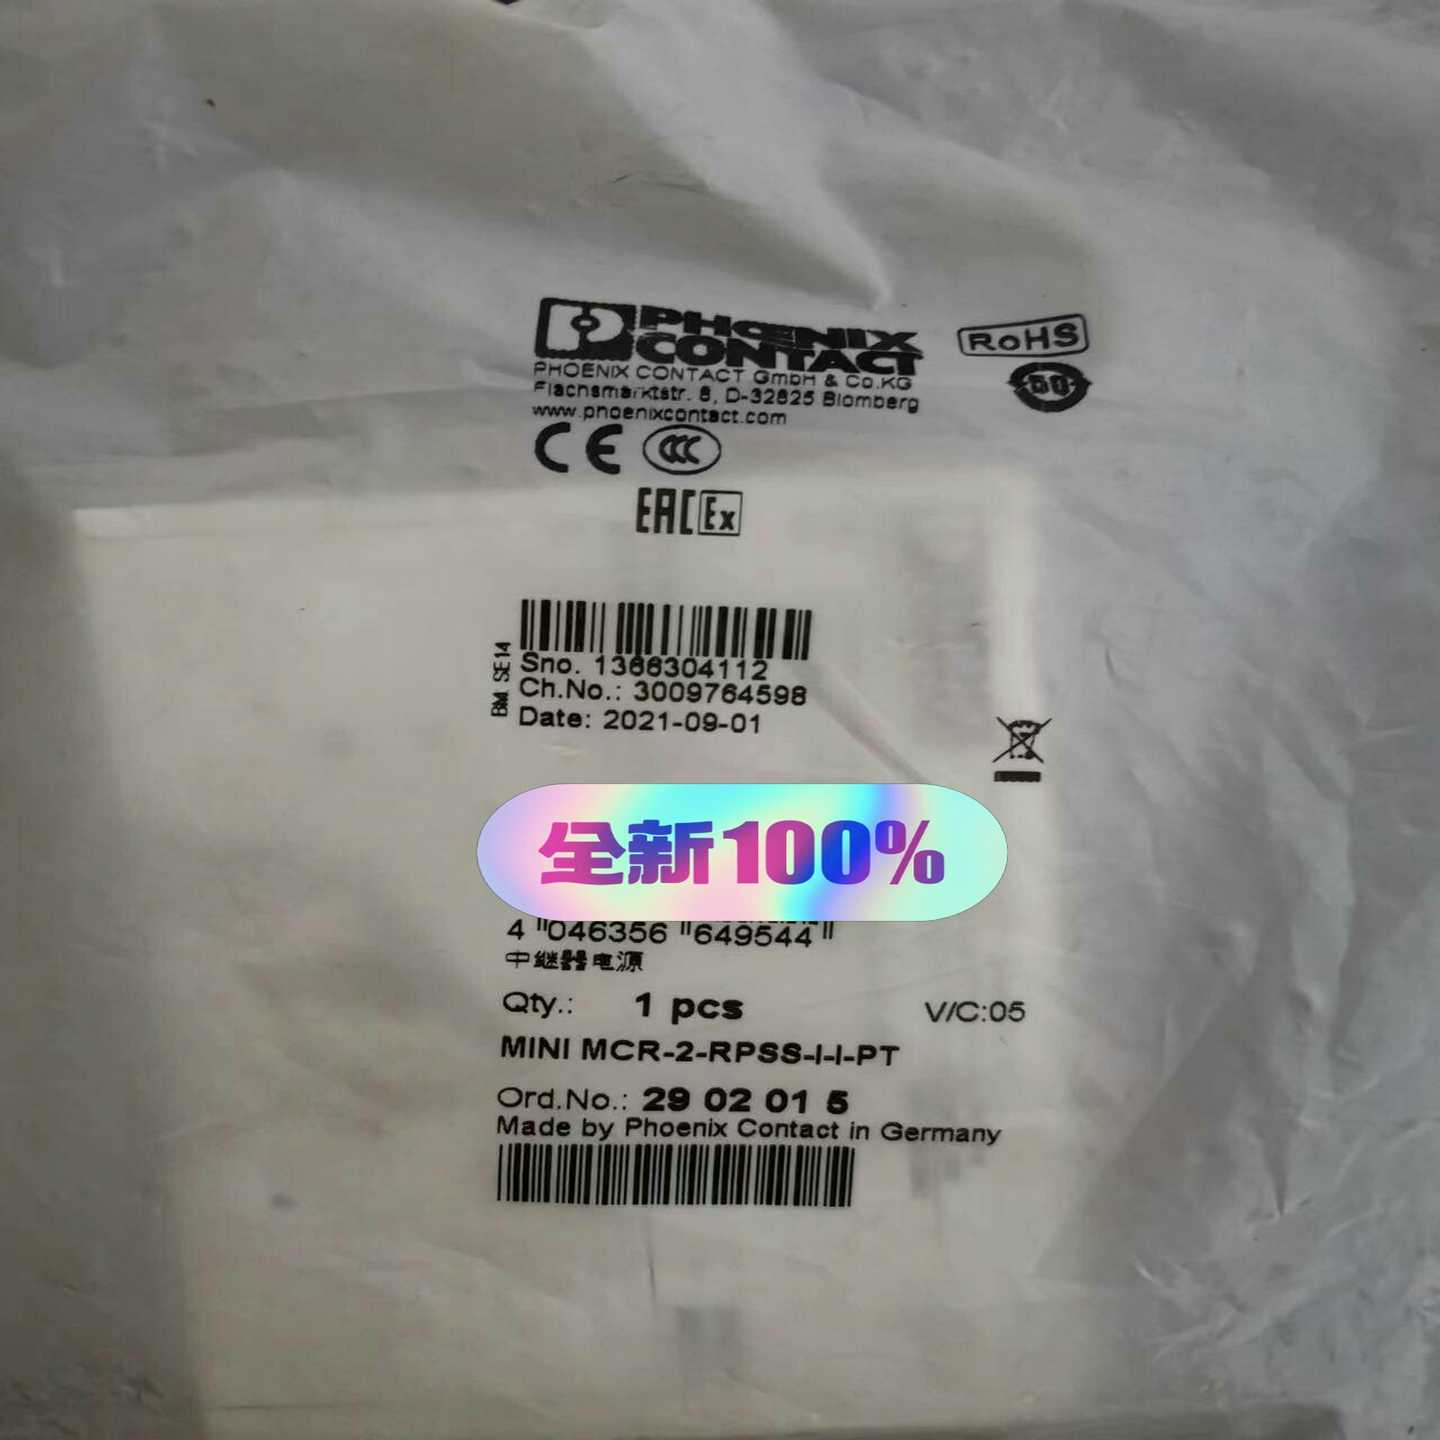 PHOENIX
CONTACT
RoHS
PHOENIX CONTACT GmbH & Co.KG
Flachsmarktstr. 8, D-32825 Blomberg
www.phoenixcontact.com
CE CCC
EAC Ex
BM SE14
Sno. 1366304112
Ch.No.: 3009764598
Date: 2021-09-01
全新100%
4 "046356 "649544"
中继器电源
Qty.: 1 pcs V/C:05
MINI MCR-2-RPSS-I-I-PT
Ord.No.: 29 02 01 5
Made by Phoenix Contact in Germany